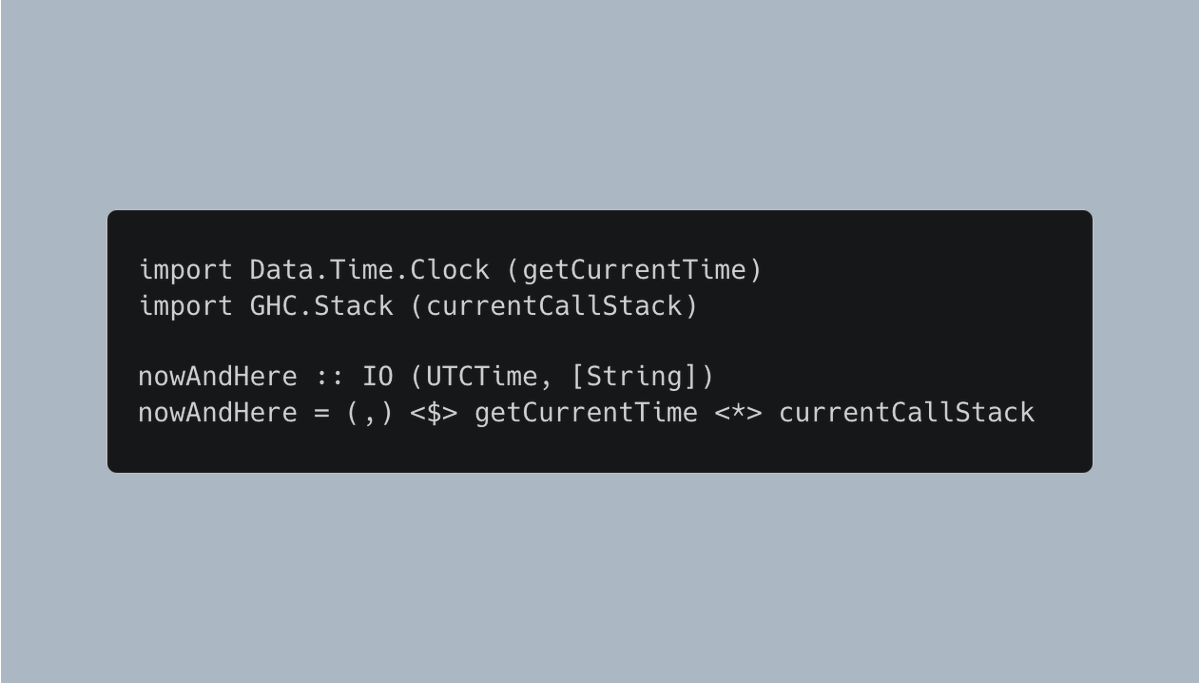 import Data.Time.Clock (getCurrentTime)
import GHC.Stack (currentCallStack)
nowAndHere :: IO (UTCTime, [String])
nowAndHere = (,) <$> getCurrentTime <*> currentCallStack